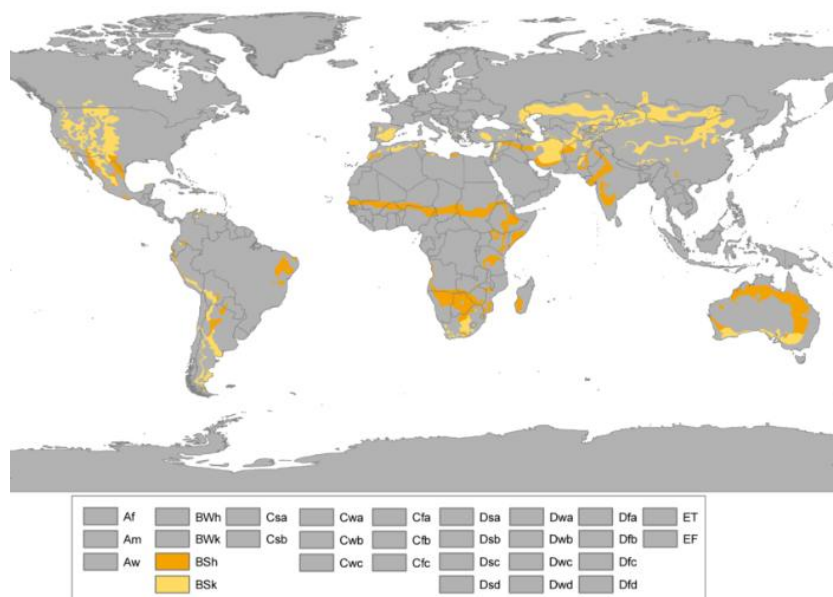 Af BWh Csa Cwa Cfa Dsa Dwa Dfa ET
Am BWk Csb Cwb Cfb Dsb Dwb Dfb EF
Aw BSh Cwc Cfc Dsc Dwc Dfc
BSk Dsd Dwd Dfd